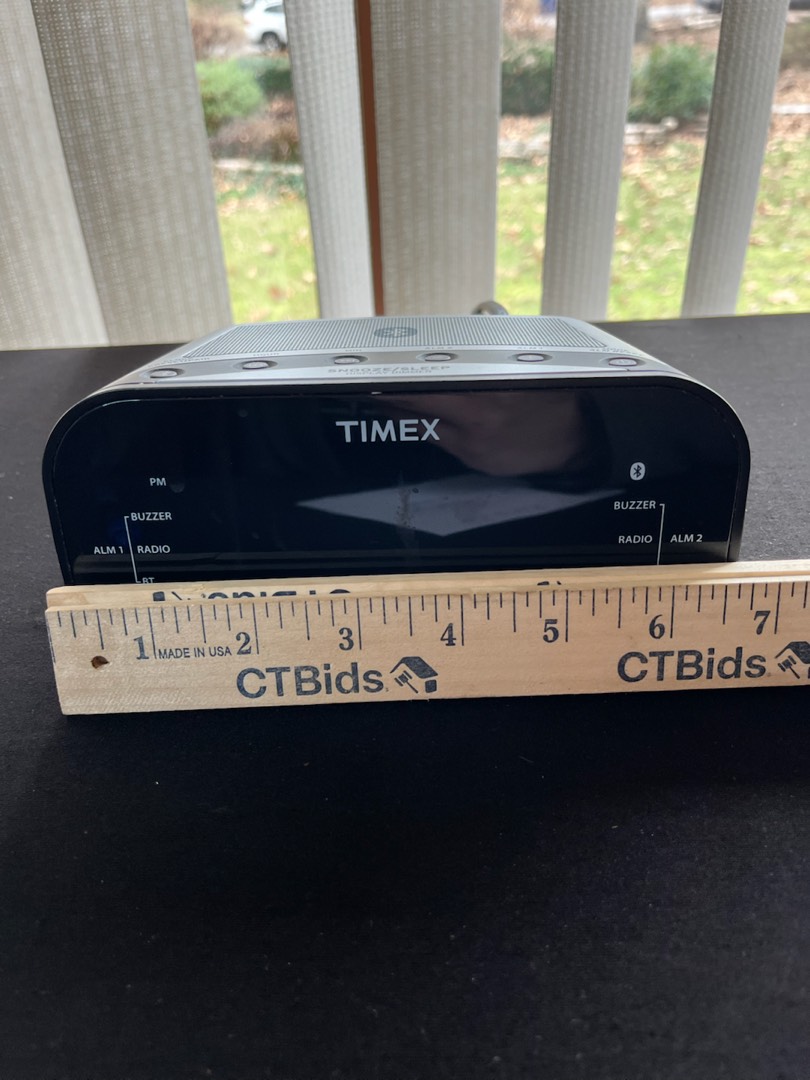 SNOOZE/SLEEP
TIMEX
PM
BUZZER
ALM 1
RADIO
BT
BUZZER
RADIO
ALM 2
1 2 3 4 5 6 7
MADE IN USA
CTBids
CTBids